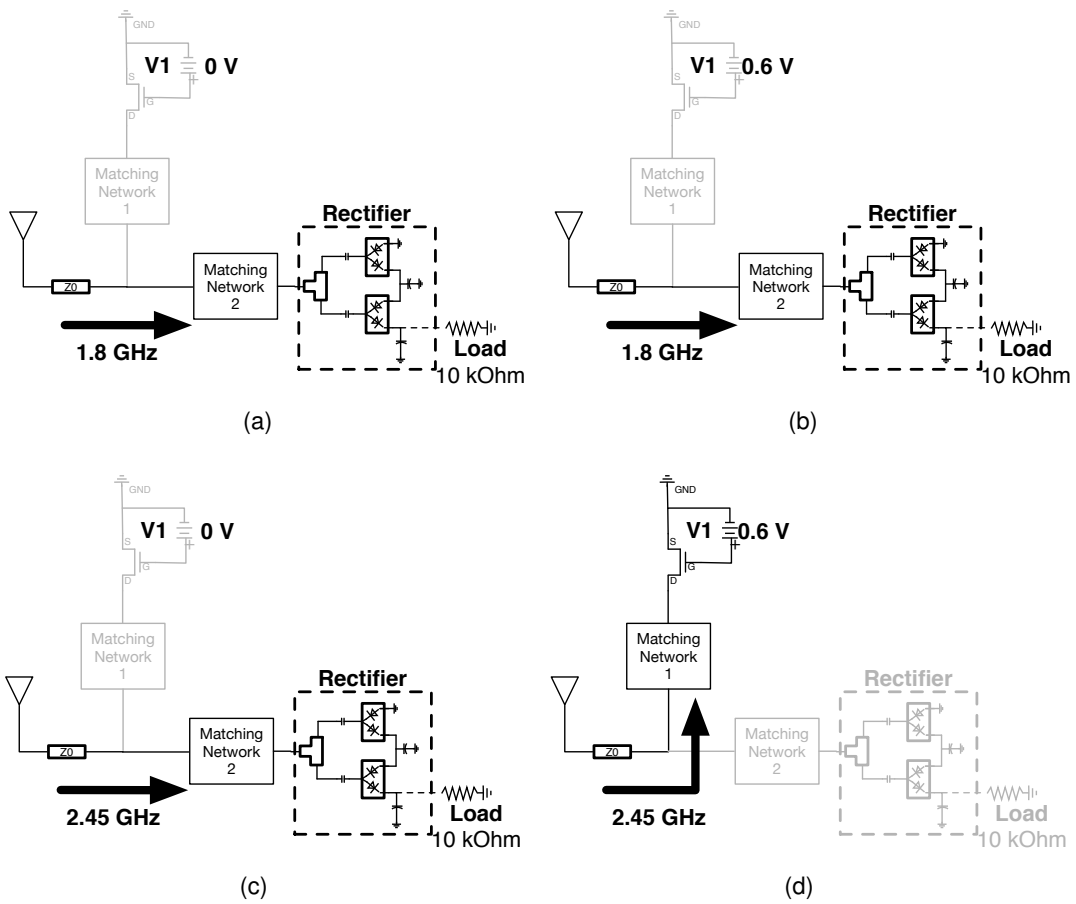 GND
V1 0 V
S
G
D
Matching
Network
1
Rectifier
Z0
Matching
Network
2
1.8 GHz
Load
10 kOhm
(a)
GND
V1 0.6 V
S
G
D
Matching
Network
1
Rectifier
Z0
Matching
Network
2
1.8 GHz
Load
10 kOhm
(b)
GND
V1 0 V
S
G
D
Matching
Network
1
Rectifier
Z0
Matching
Network
2
2.45 GHz
Load
10 kOhm
(c)
GND
V1 0.6 V
S
G
D
Matching
Network
1
Rectifier
Z0
Matching
Network
2
2.45 GHz
Load
10 kOhm
(d)